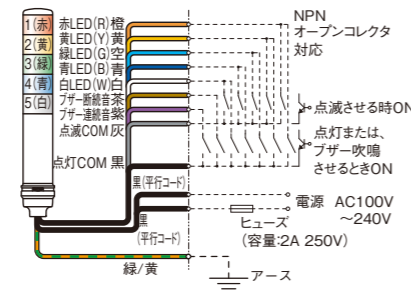 1(赤)
2(黄)
3(緑)
4(青)
5(白)
赤LED(R)橙
黄LED(Y)黄
緑LED(G)空
青LED(B)青
白LED(W)白
ブザー断続音茶
ブザー連続音紫
点滅COM灰
点灯COM 黒
NPN
オープンコレクタ
対応
点滅させる時ON
点灯または、
ブザー吹鳴
させるときON
黒(平行コード)
黒
(平行コード)
電源 AC100V
～240V
ヒューズ
(容量:2A 250V)
緑/黄
アース